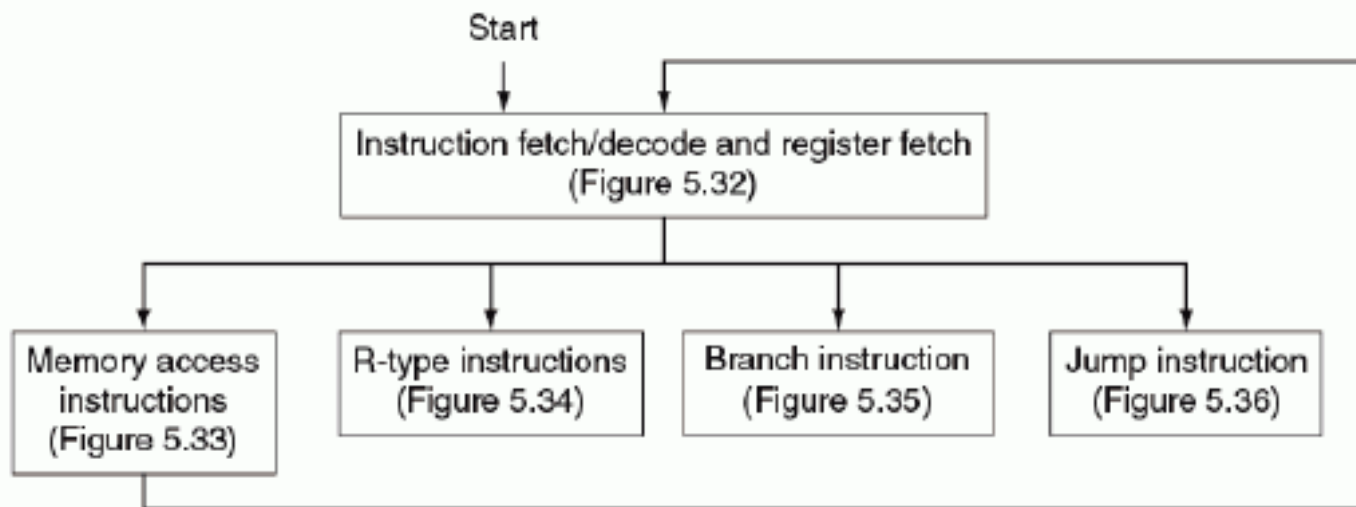 Start
Instruction fetch/decode and register fetch
(Figure 5.32)
Memory access
instructions
(Figure 5.33)
R-type instructions
(Figure 5.34)
Branch instruction
(Figure 5.35)
Jump instruction
(Figure 5.36)